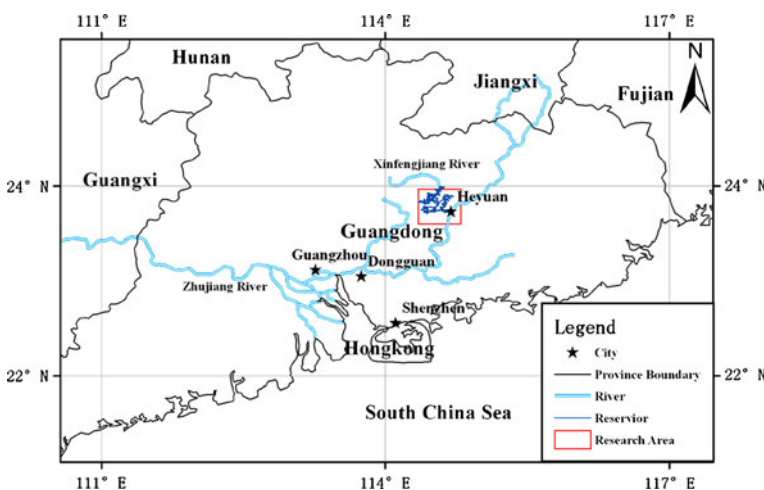 111° E
114° E
117° E
N
Hunan
Jiangxi
Fujian
Xinfengjiang River
24° N
24° N
Guangxi
Heyuan
Guangdong
Guangzhou
Dongguan
Zhujiang River
Shenzhen
Hongkong
22° N
22° N
South China Sea
Legend
City
Province Boundary
River
Reservior
Research Area
111° E
114° E
117° E